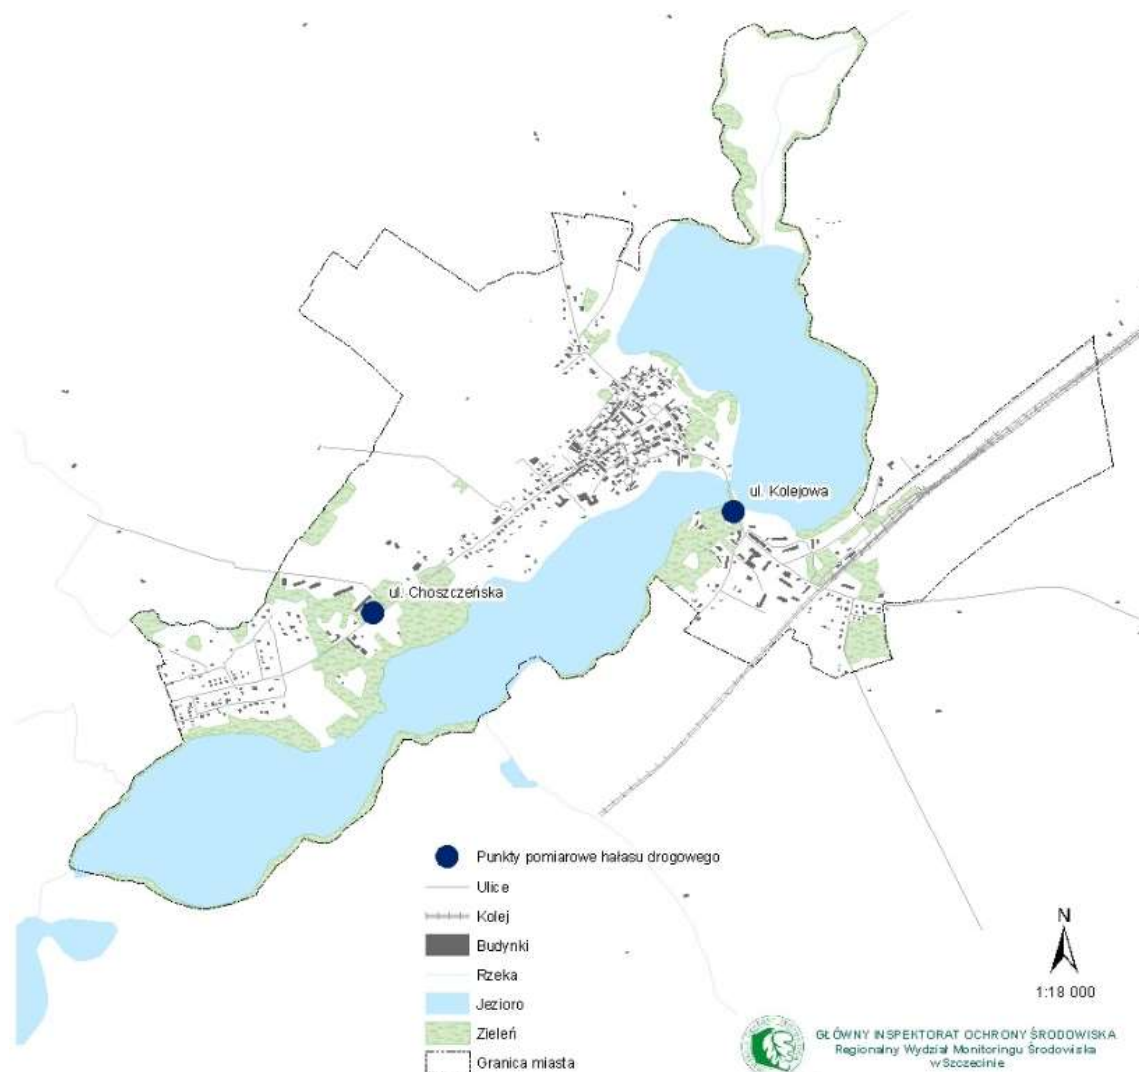 ul. Kolejowa
ul. Choszczeńska
Punkty pomiarowe hałasu drogowego
Ulice
Kolej
Budynki
Rzeka
Jezioro
Zieleń
Granica miasta
N
1:18 000
GŁÓWNY INSPEKTORAT OCHRONY ŚRODOWISKA
Regionalny Wydział Monitoringu Środowiska
w Szczecinie